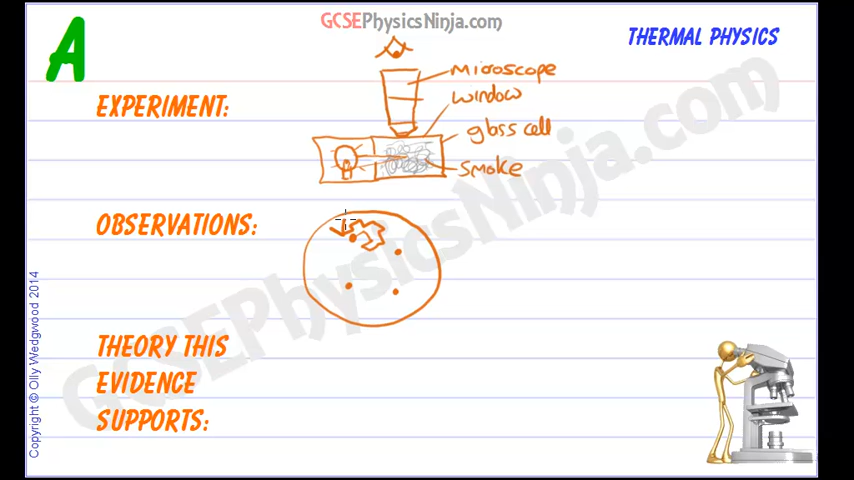 GCSEPhysicsNinja.com
A
THERMAL PHYSICS
EXPERIMENT:
microscope
window
glass cell
smoke
OBSERVATIONS:
THEORY THIS
EVIDENCE
SUPPORTS:
GCSEPhysicsNinja.com
Copyright © Olly Wedgwood 2014